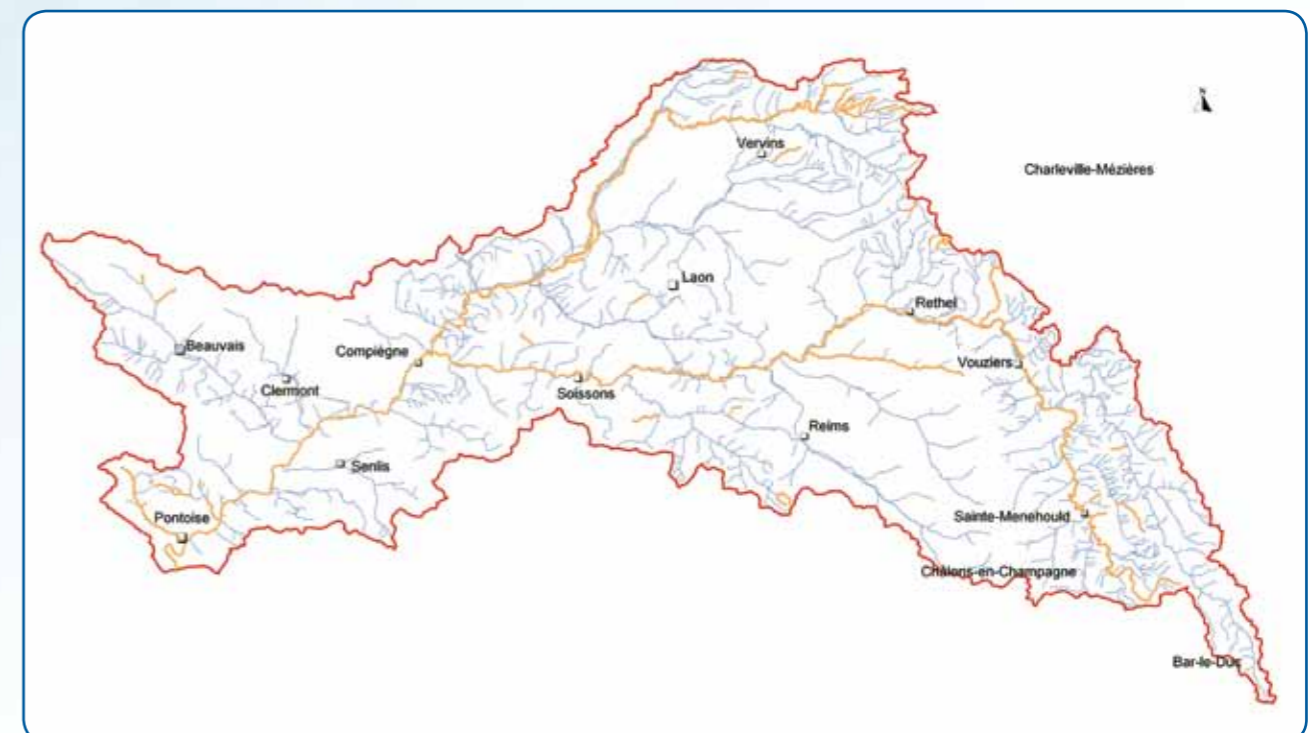 N
Vervins
Charleville-Mézières
Laon
Rethel
Beauvais
Compiègne
Vouziers
Clermont
Soissons
Reims
Senlis
Pontoise
Sainte-Menehould
Châlons-en-Champagne
Bar-le-Duc